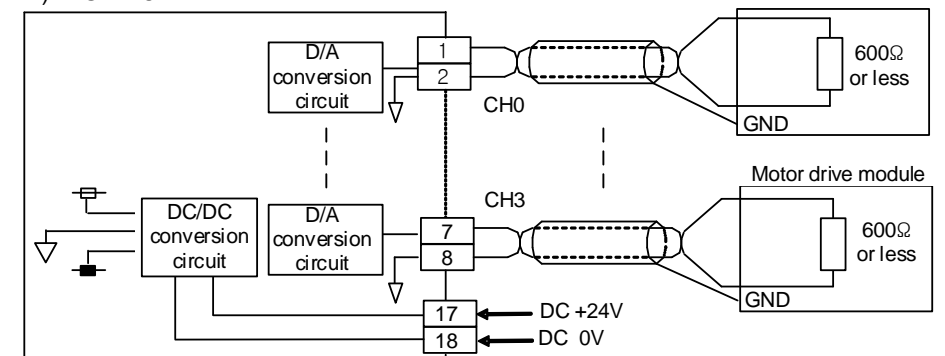 D/A
conversion
circuit
1
2
CH0
600Ω
or less
GND
Motor drive module
CH3
DC/DC
conversion
circuit
D/A
conversion
circuit
7
8
600Ω
or less
GND
17
DC +24V
18
DC 0V